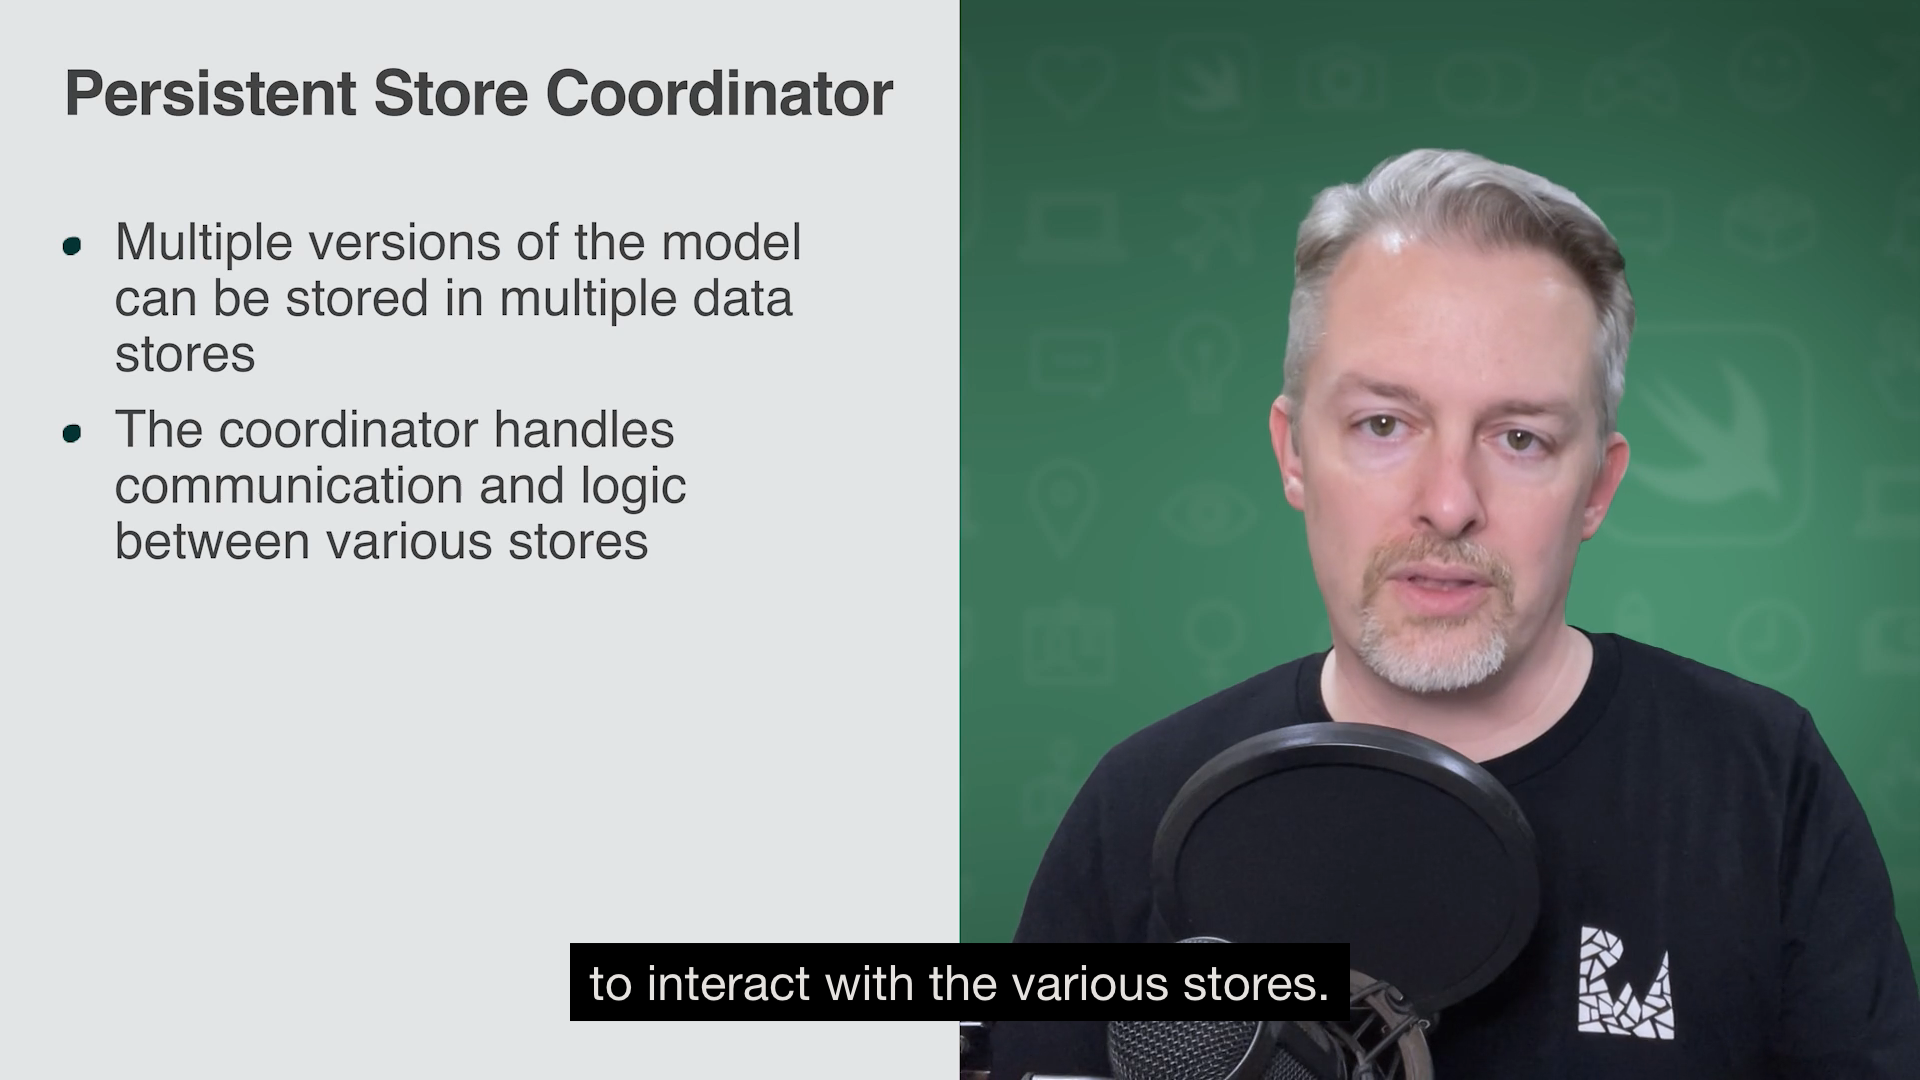 Persistent Store Coordinator
Multiple versions of the model
can be stored in multiple data
stores
The coordinator handles
communication and logic
between various stores
to interact with the various stores.
RW